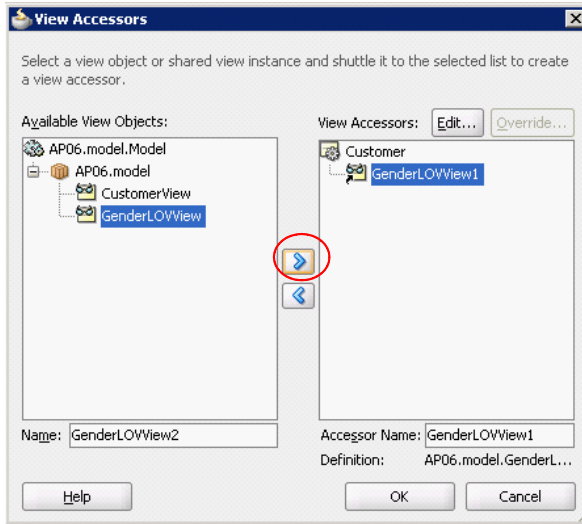 View Accessors
Select a view object or shared view instance and shuttle it to the selected list to create
a view accessor.
Available View Objects:
AP06.model.Model
AP06.model
CustomerView
GenderLOVView
Name: GenderLOVView2
View Accessors: Edit... Override...
Customer
GenderLOVView1
Accessor Name: GenderLOVView1
Definition: AP06.model.GenderL...
Help OK Cancel